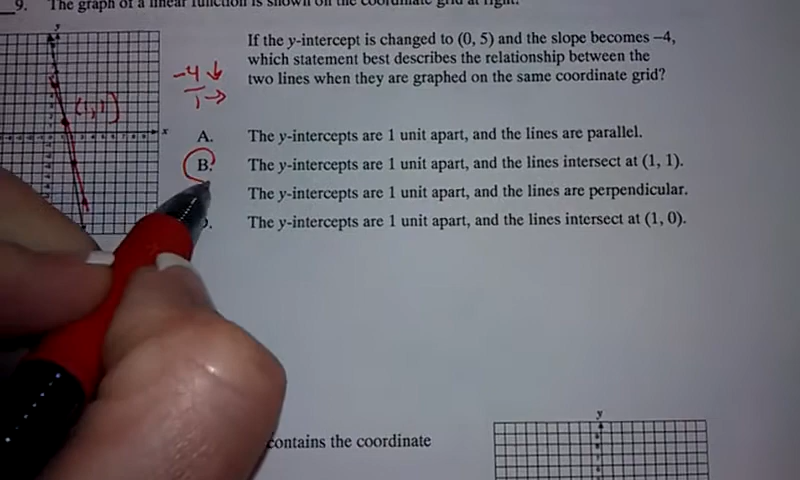 9. The graph of a linear function is shown on the coordinate grid at right.
If the y-intercept is changed to (0, 5) and the slope becomes –4,
which statement best describes the relationship between the
two lines when they are graphed on the same coordinate grid?
y
x
(1,1)
-4 ↓
1 →
A. The y-intercepts are 1 unit apart, and the lines are parallel.
B. The y-intercepts are 1 unit apart, and the lines intersect at (1, 1).
The y-intercepts are 1 unit apart, and the lines are perpendicular.
D. The y-intercepts are 1 unit apart, and the lines intersect at (1, 0).
contains the coordinate
y